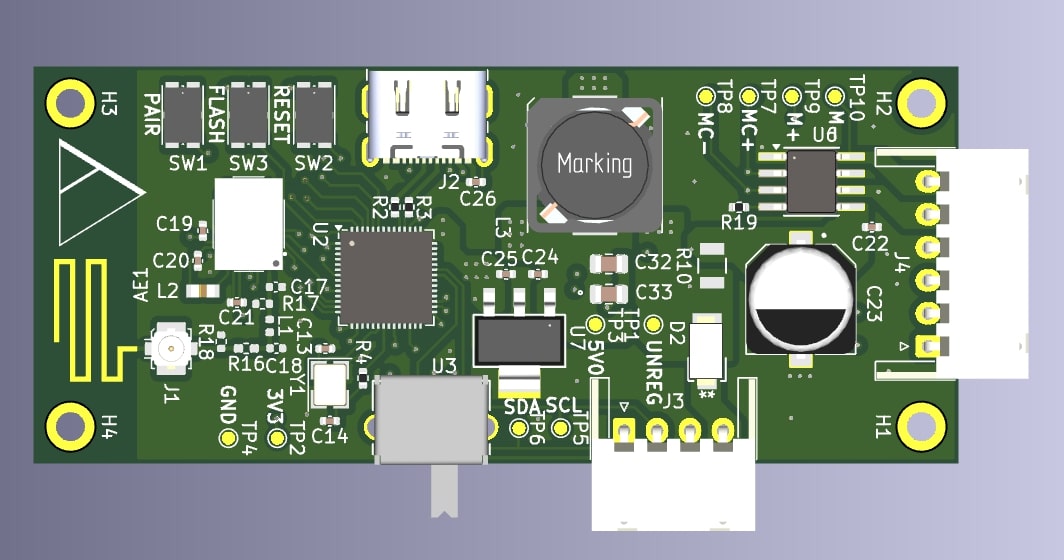 H3
PAIR
FLASH
RESET
SW1
SW3
SW2
J2
C26
R2
R3
Marking
L3
TP8
TP7
TP9
TP10
MC-
MC+
M+
M
U6
H2
R19
C22
J4
C19
C20
U2
AE1
L2
C17
R17
C21
L1
C13
R18
R16
C18
J1
Y1
R4
C14
C25
C24
C32
C33
R10
U7
TP3
TP1
5V0
UNREG
D2
**
C23
U3
SDA
SCL
TP6
TP5
J3
GND
3V3
TP4
TP2
H4
H1